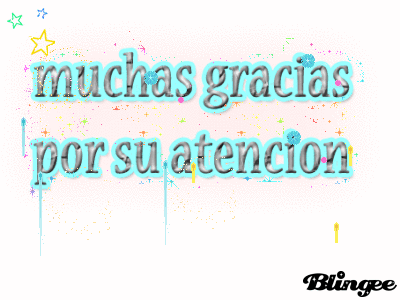 muchas gracias
por su atencion
Blingee